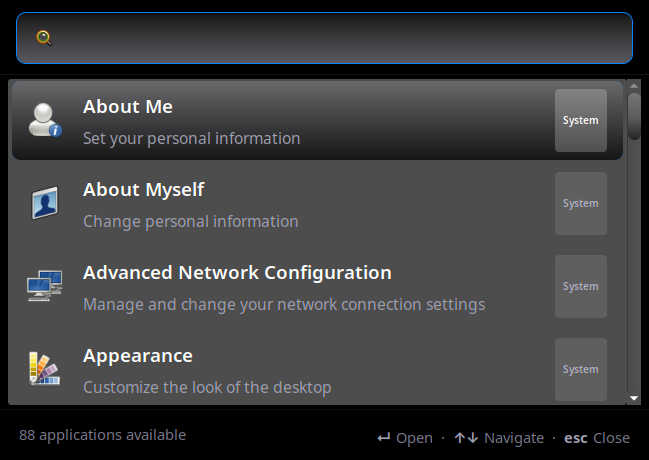 About Me
Set your personal information
System
About Myself
Change personal information
System
Advanced Network Configuration
Manage and change your network connection settings
System
Appearance
Customize the look of the desktop
System
88 applications available
↵ Open · ↑↓ Navigate · esc Close